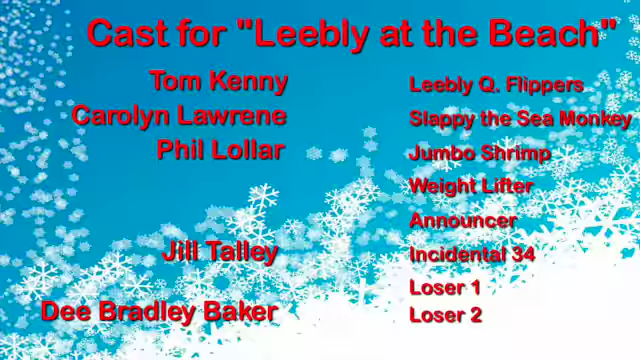 Cast for "Leebly at the Beach"
Tom Kenny Leebly Q. Flippers
Carolyn Lawrene Slappy the Sea Monkey
Phil Lollar Jumbo Shrimp
Weight Lifter
Announcer
Jill Talley Incidental 34
Loser 1
Dee Bradley Baker Loser 2